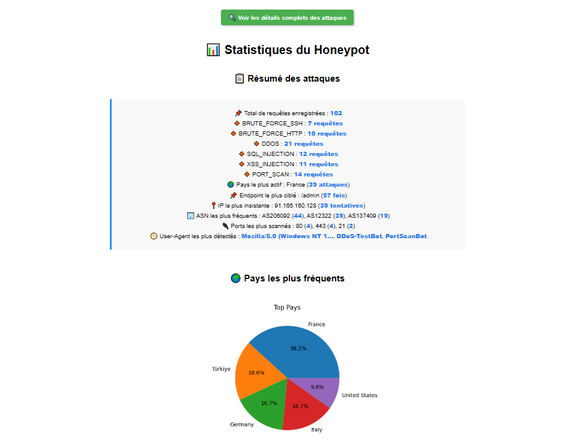 Voir les détails complets des attaques
Statistiques du Honeypot
Résumé des attaques
Total de requêtes enregistrées : 102
BRUTE_FORCE_SSH : 7 requêtes
BRUTE_FORCE_HTTP : 10 requêtes
DDOS : 21 requêtes
SQL_INJECTION : 12 requêtes
XSS_INJECTION : 11 requêtes
PORT_SCAN : 14 requêtes
Pays le plus actif : France (39 attaques)
Endpoint le plus ciblé : /admin (57 fois)
IP la plus insistante : 91.165.160.128 (39 tentatives)
ASN les plus fréquents : AS206092 (44), AS12322 (39), AS137409 (19)
Ports les plus scannés : 80 (4), 443 (4), 21 (2)
User-Agent les plus détectés : Mozilla/5.0 (Windows NT 1..., DDoS-TestBot, PortScanBot
Pays les plus fréquents
Top Pays
France
38.2%
Türkiye
18.6%
9.8%
United States
16.7%
16.7%
Germany
Italy